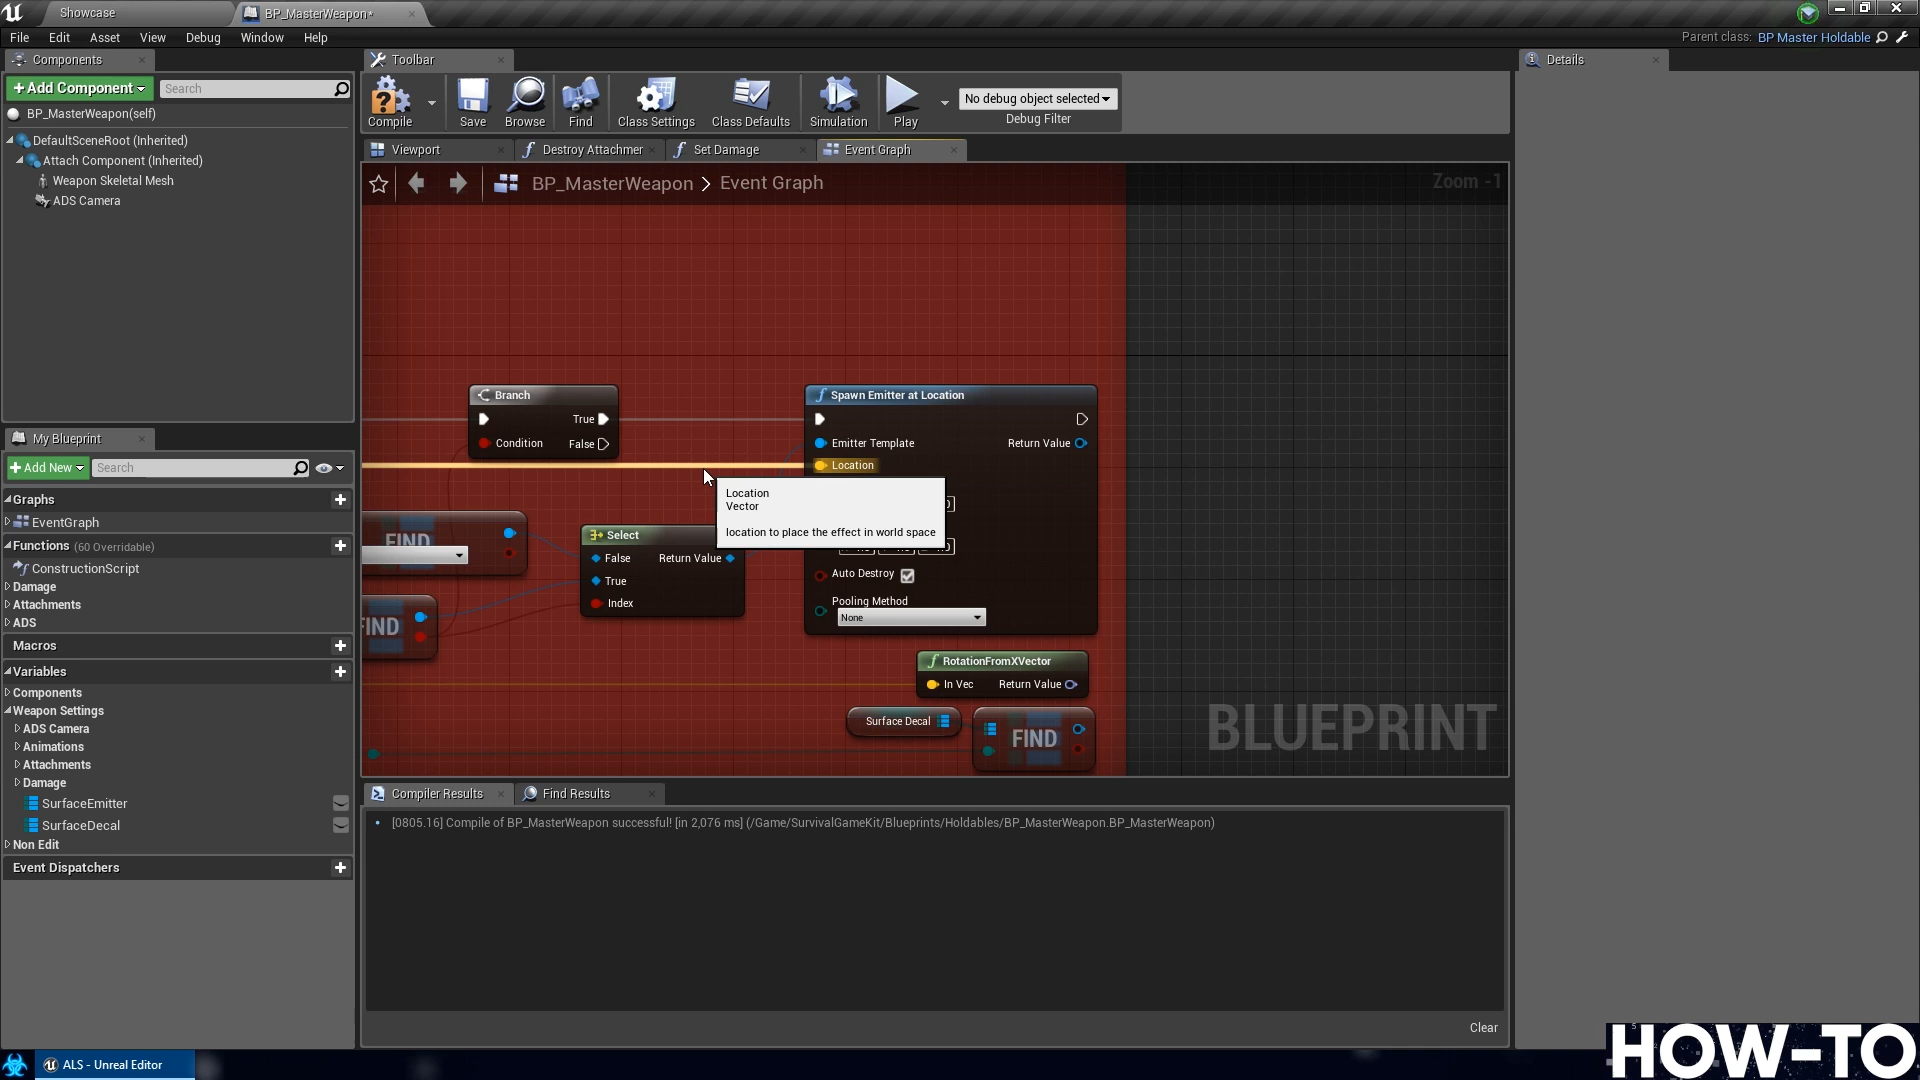 Showcase
BP_MasterWeapon*
File Edit Asset View Debug Window Help
Parent class: BP Master Holdable
Components
+Add Component
Search
BP_MasterWeapon(self)
DefaultSceneRoot (Inherited)
Attach Component (Inherited)
Weapon Skeletal Mesh
ADS Camera
Toolbar
Compile
Save
Browse
Find
Class Settings
Class Defaults
Simulation
Play
No debug object selected
Debug Filter
Details
Viewport
Destroy Attachmer
Set Damage
Event Graph
BP_MasterWeapon > Event Graph
Zoom -1
Branch
True
Condition
False
Spawn Emitter at Location
Emitter Template
Return Value
Location
Location
Vector
location to place the effect in world space
Auto Destroy
Pooling Method
None
FIND
Select
False
Return Value
True
Index
FIND
RotationFromXVector
In Vec
Return Value
Surface Decal
FIND
BLUEPRINT
My Blueprint
+Add New
Search
Graphs
EventGraph
Functions (60 Overridable)
ConstructionScript
Damage
Attachments
ADS
Macros
Variables
Components
Weapon Settings
ADS Camera
Animations
Attachments
Damage
SurfaceEmitter
SurfaceDecal
Non Edit
Event Dispatchers
Compiler Results
Find Results
[0805.16] Compile of BP_MasterWeapon successful! [in 2,076 ms] (/Game/SurvivalGameKit/Blueprints/Holdables/BP_MasterWeapon.BP_MasterWeapon)
Clear
ALS - Unreal Editor
HOW-TO